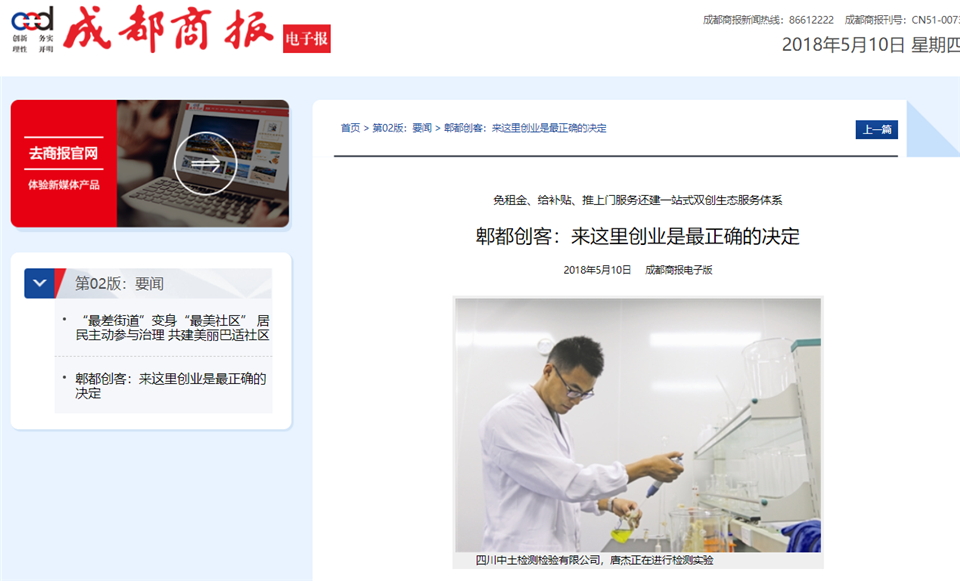 创新 务实
理性 开明
成都商报
电子报
成都商报新闻热线：86612222 成都商报刊号：CN51-007
2018年5月10日 星期四
去商报官网
体验新媒体产品
第02版：要闻
“最差街道”变身“最美社区” 居
民主动参与治理 共建美丽巴适社区
郫都创客：来这里创业是最正确的
决定
首页 > 第02版：要闻 > 郫都创客：来这里创业是最正确的决定
上一篇
免租金、给补贴、推上门服务还建一站式双创生态服务体系
郫都创客：来这里创业是最正确的决定
2018年5月10日 成都商报电子版
四川中土检测检验有限公司，唐杰正在进行检测实验